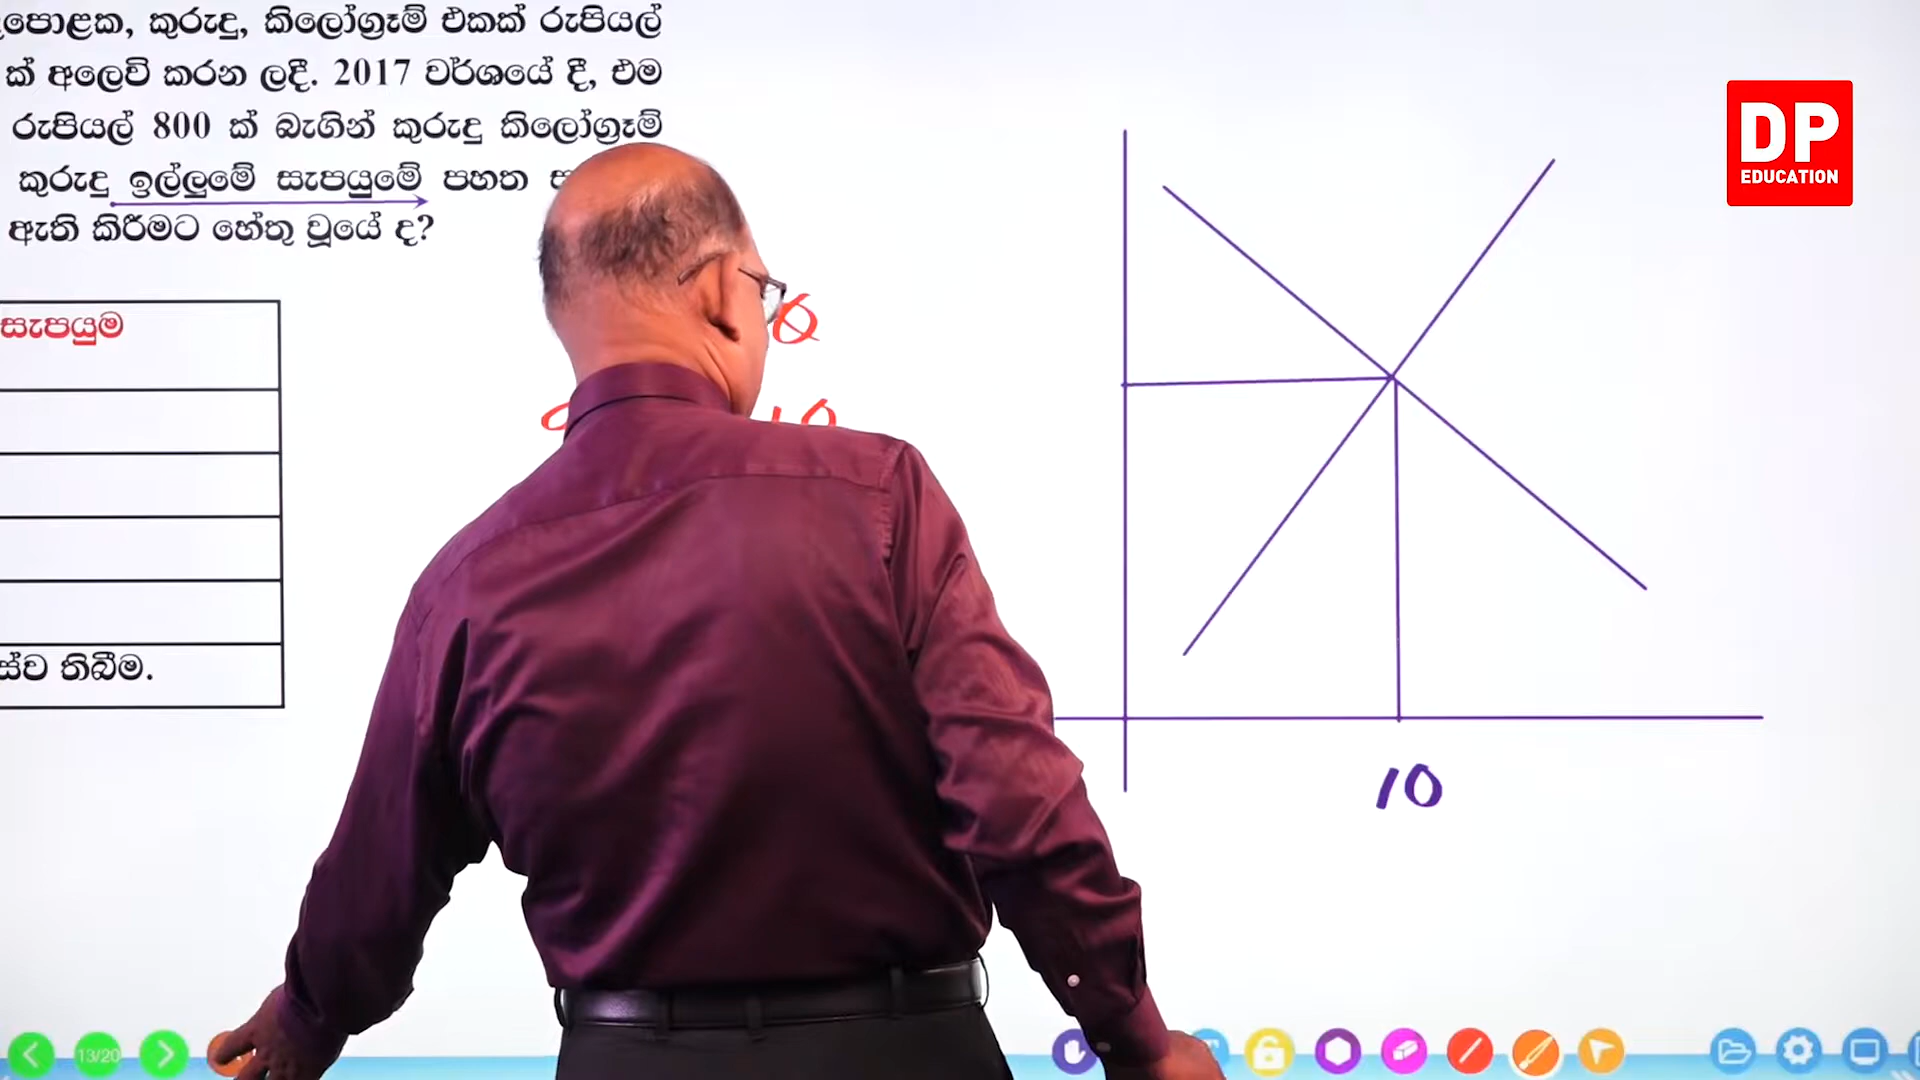 කුරුදු, කිලෝග්‍රෑම් එකක් රුපියල්
ක් අලෙවි කරන ලදී. 2017 වර්ශයේ දී, එම
රුපියල් 800 ක් බැගින් කුරුදු කිලෝග්‍රෑම්
කුරුදු ඉල්ලුමේ සැපයුමේ පහත
ඇති කිරීමට හේතු වූයේ ද?
සැපයුම
තිබීම.
10
10
13/20
DP
EDUCATION